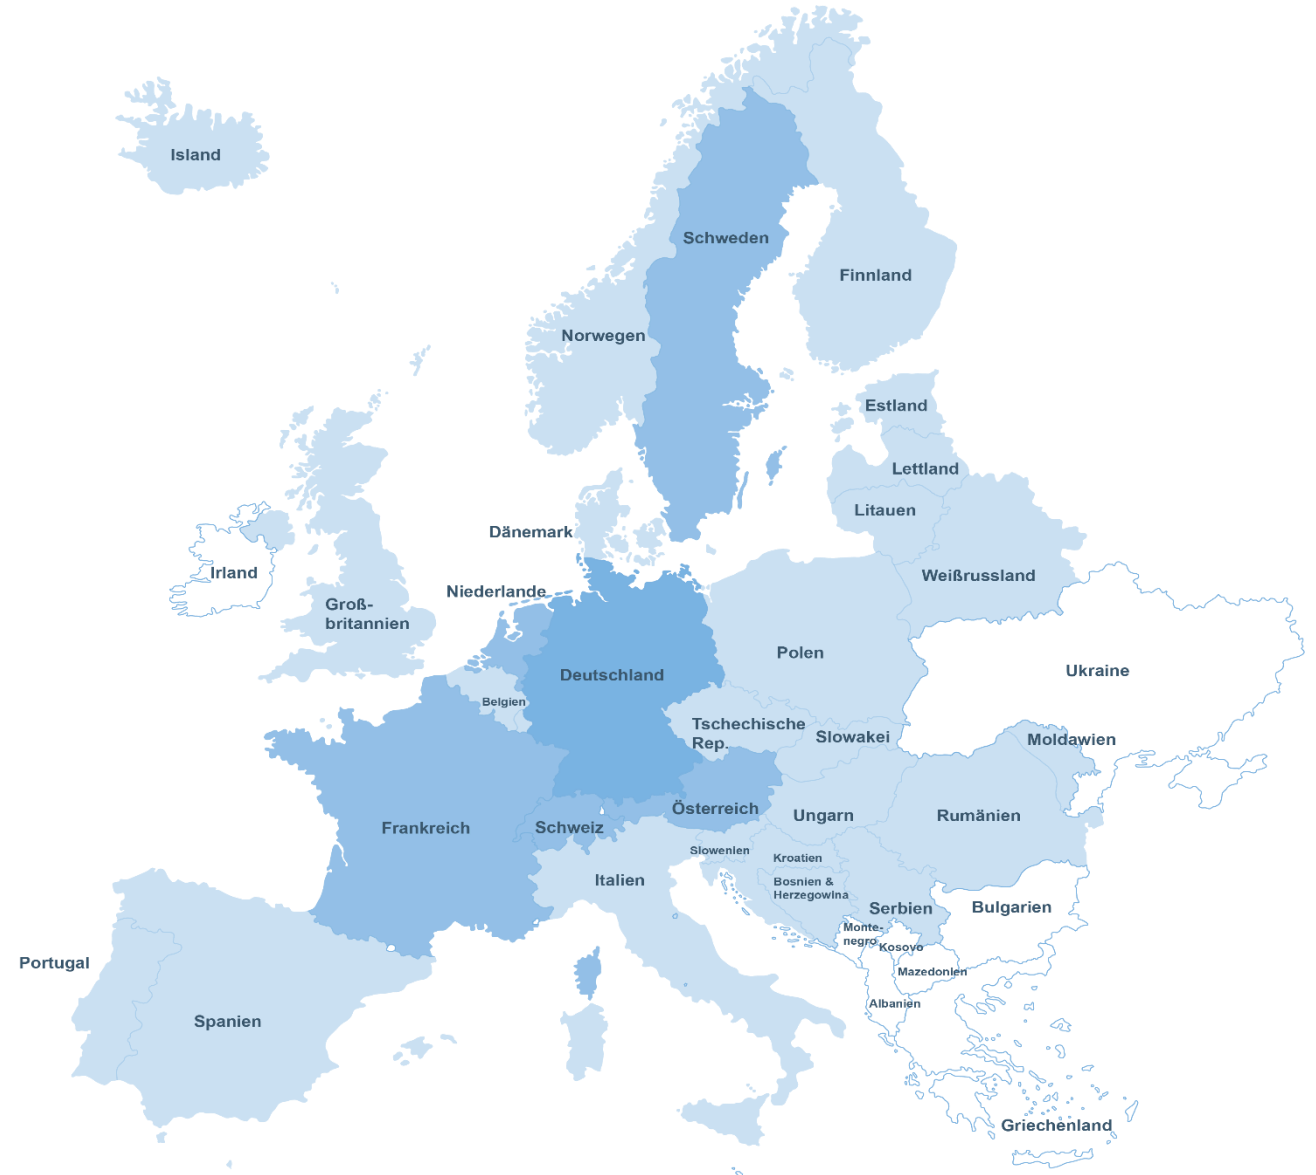 Island
Schweden
Finnland
Norwegen
Estland
Lettland
Litauen
Dänemark
Irland
Weißrussland
Niederlande
Groß-
britannien
Polen
Ukraine
Deutschland
Belgien
Tschechische
Rep.
Slowakei
Moldawien
Österreich
Ungarn
Rumänien
Frankreich
Schweiz
Slowenien
Kroatien
Italien
Bosnien &
Herzegowina
Serbien
Bulgarien
Monte-
negro
Kosovo
Portugal
Mazedonien
Albanien
Spanien
Griechenland